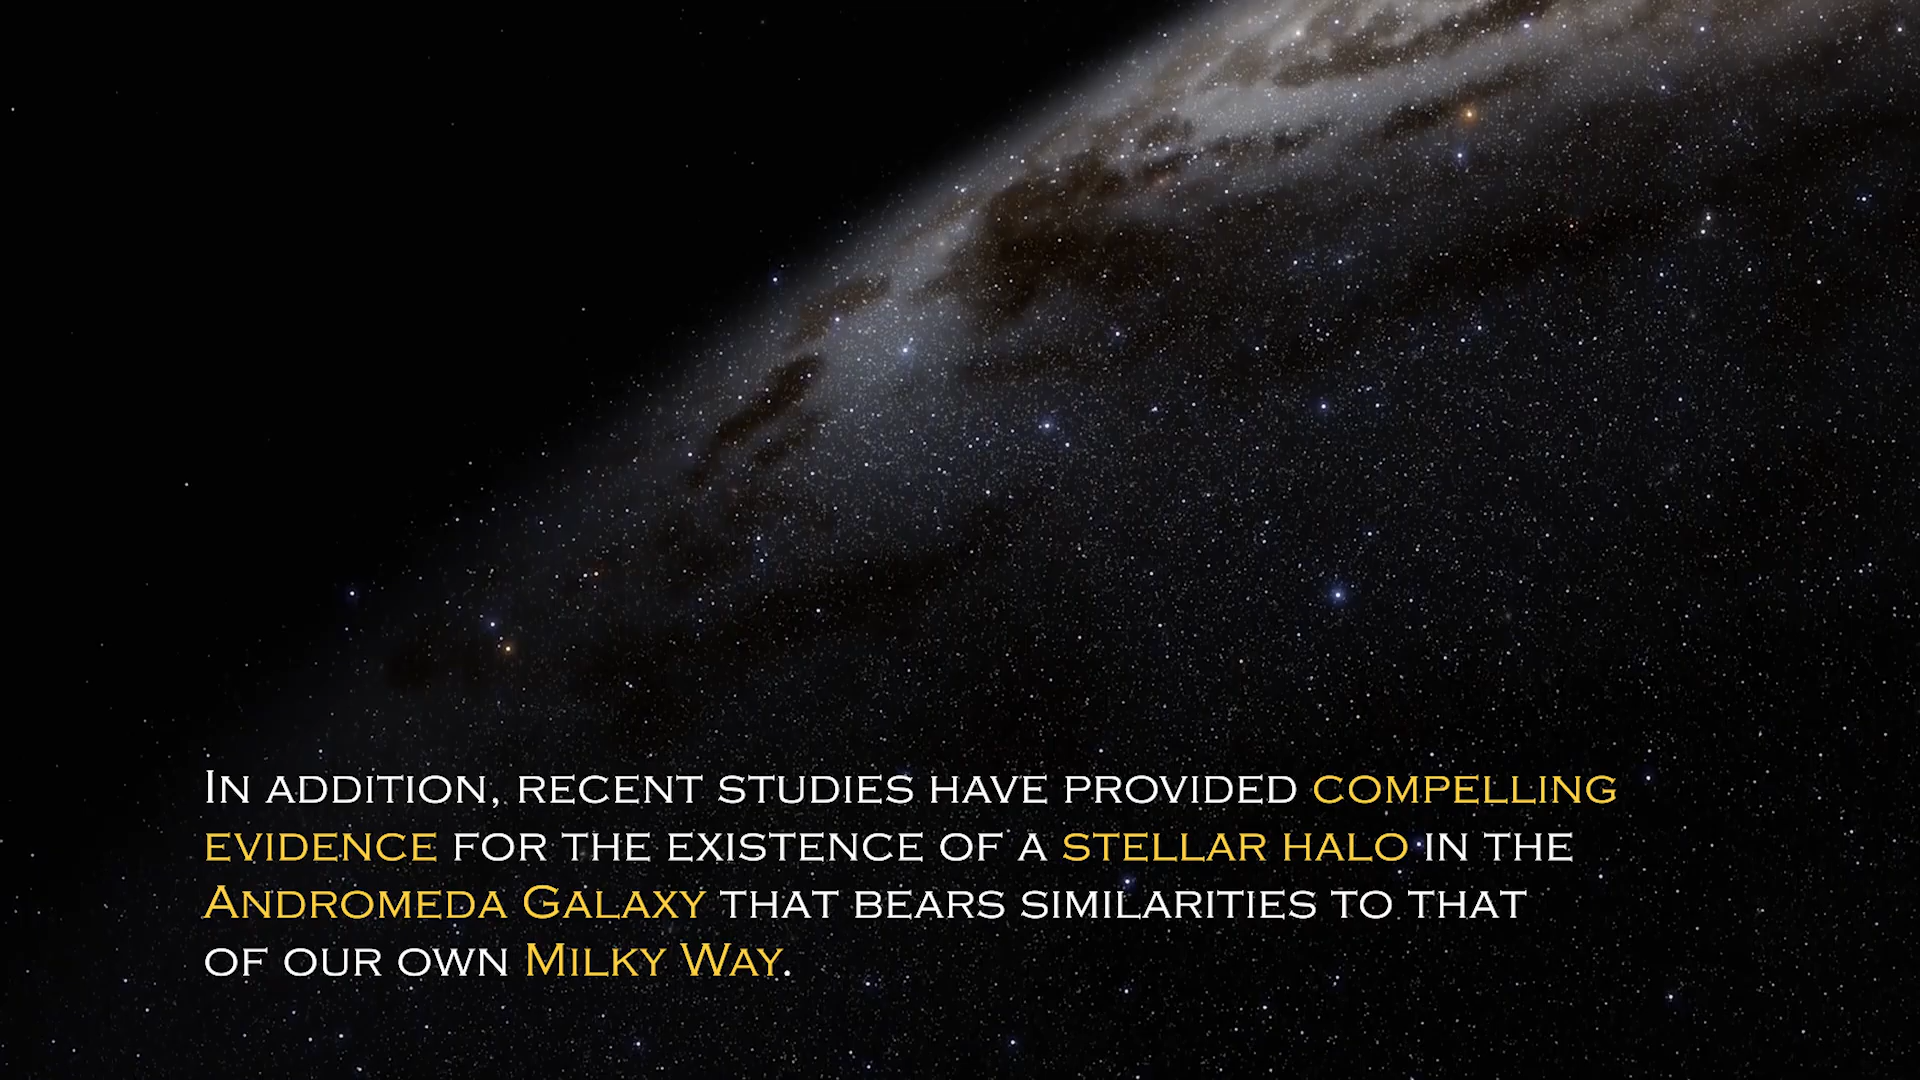 In addition, recent studies have provided compelling
evidence for the existence of a stellar halo in the
Andromeda Galaxy that bears similarities to that
of our own Milky Way.